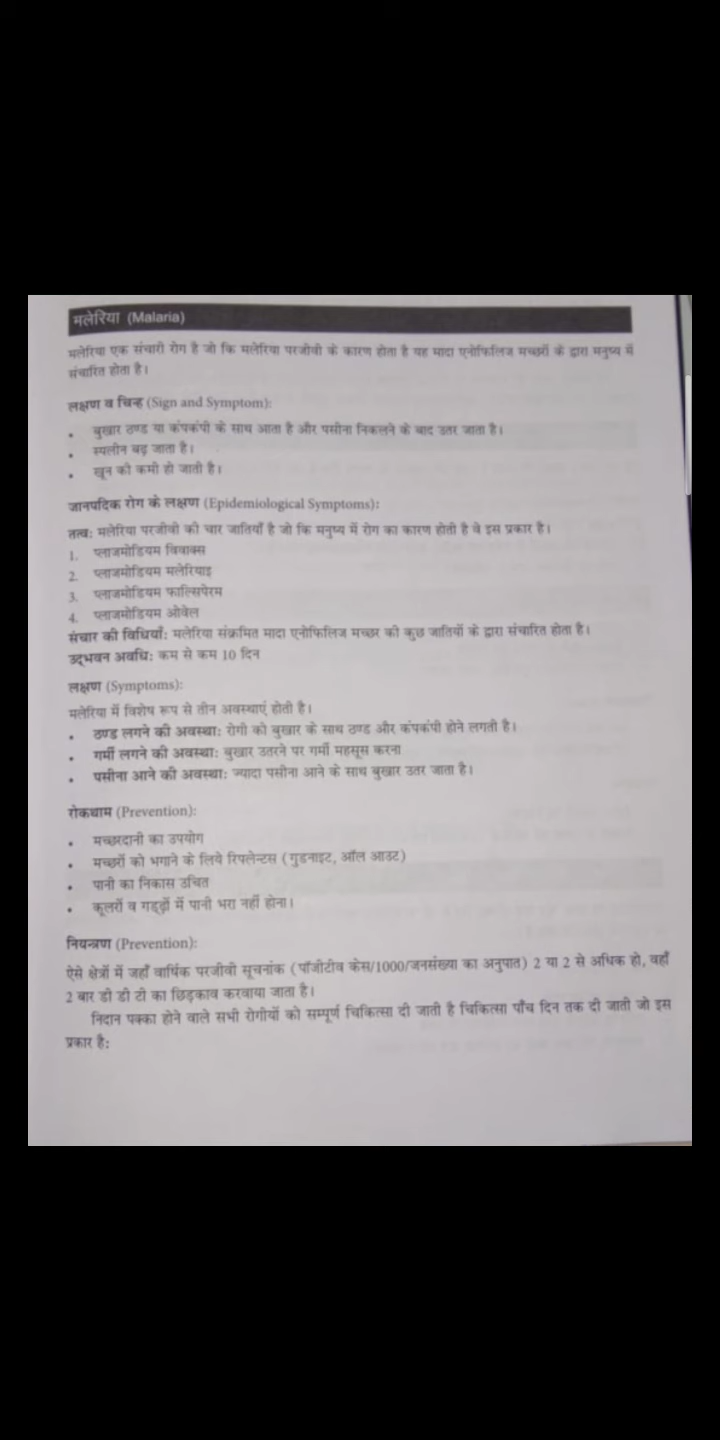 मलेरिया (Malaria)
मलेरिया एक संचारी रोग है जो कि मलेरिया परजीवी के कारण होता है यह मादा एनोफिलिज मच्छरों के द्वारा मनुष्य में
संचारित होता है।
लक्षण व चिन्ह (Sign and Symptom):
• बुखार ठण्ड या कंपकंपी के साथ आता है और पसीना निकलने के बाद उतर जाता है।
• स्पलीन बढ़ जाता है।
• खून की कमी हो जाती है।
जानपदिक रोग के लक्षण (Epidemiological Symptoms):
तत्व: मलेरिया परजीवी की चार जातियाँ है जो कि मनुष्य में रोग का कारण होती है वे इस प्रकार है।
1. प्लाजमोडियम विवाक्स
2. प्लाजमोडियम मलेरियाइ
3. प्लाजमोडियम फाल्सिपेरम
4. प्लाजमोडियम ओवेल
संचार की विधियाँ: मलेरिया संक्रमित मादा एनोफिलिज मच्छर की कुछ जातियों के द्वारा संचारित होता है।
उद्भवन अवधि: कम से कम 10 दिन
लक्षण (Symptoms):
मलेरिया में विशेष रूप से तीन अवस्थाएं होती है।
• ठण्ड लगने की अवस्था: रोगी को बुखार के साथ ठण्ड और कंपकंपी होने लगती है।
• गर्मी लगने की अवस्था: बुखार उतरने पर गर्मी महसूस करना
• पसीना आने की अवस्था: ज्यादा पसीना आने के साथ बुखार उतर जाता है।
रोकथाम (Prevention):
• मच्छरदानी का उपयोग
• मच्छरों को भगाने के लिये रिपलेन्टस (गुडनाइट, ऑल आउट)
• पानी का निकास उचित
• कूलरों व गड्ढ़ों में पानी भरा नहीं होना।
नियन्त्रण (Prevention):
ऐसे क्षेत्रों में जहाँ वार्षिक परजीवी सूचनांक (पॉजीटीव केस/1000/जनसंख्या का अनुपात) 2 या 2 से अधिक हो, वहाँ
2 बार डी डी टी का छिड़काव करवाया जाता है।
निदान पक्का होने वाले सभी रोगीयों को सम्पूर्ण चिकित्सा दी जाती है चिकित्सा पाँच दिन तक दी जाती जो इस
प्रकार है: